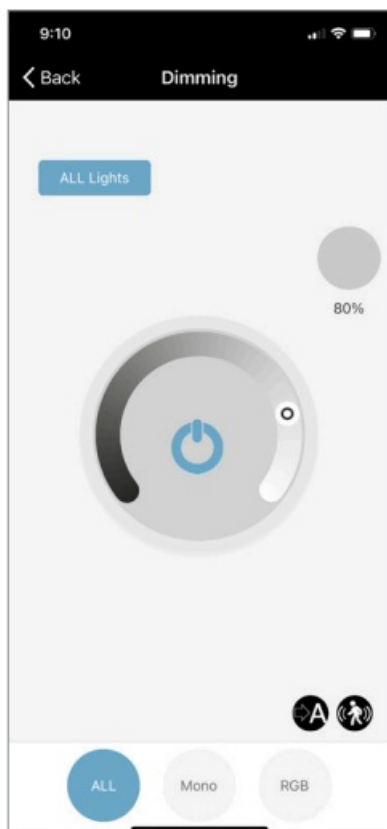 9:10
Back Dimming
ALL Lights
80%
A
ALL Mono RGB